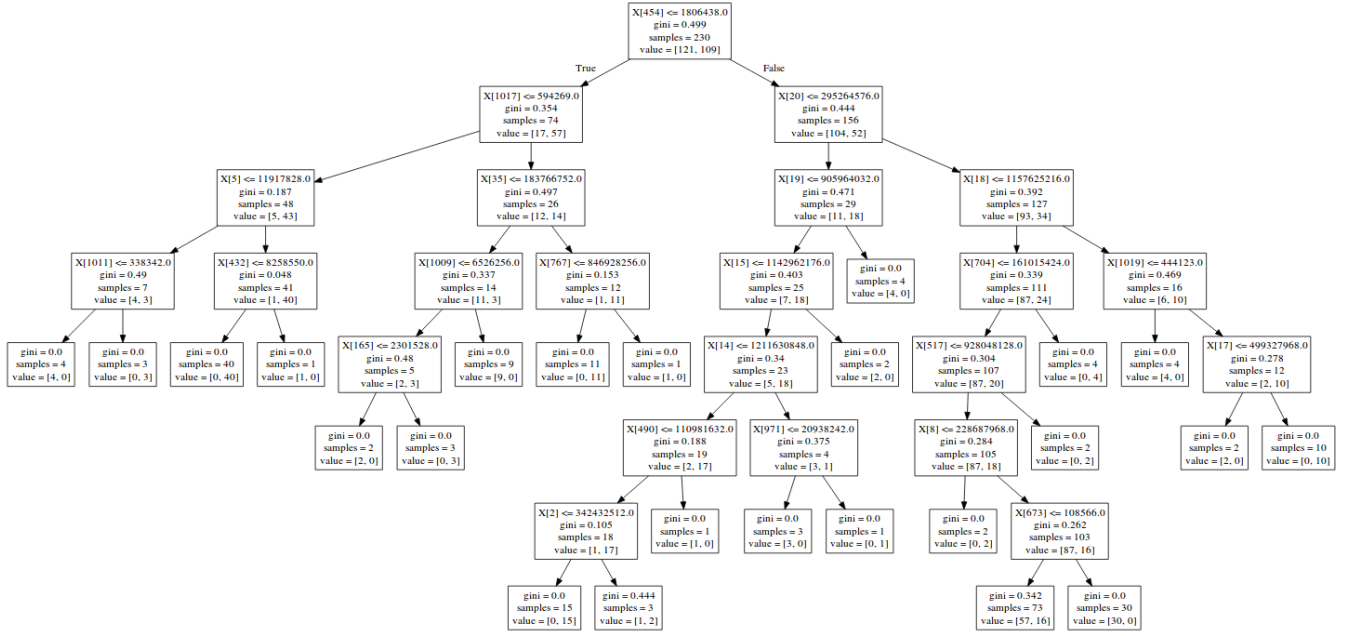 X[454] <= 1806438.0
gini = 0.499
samples = 230
value = [121, 109]
True
False
X[1017] <= 594269.0
gini = 0.354
samples = 74
value = [17, 57]
X[20] <= 295264576.0
gini = 0.444
samples = 156
value = [104, 52]
X[5] <= 11917828.0
gini = 0.187
samples = 48
value = [5, 43]
X[35] <= 183766752.0
gini = 0.497
samples = 26
value = [12, 14]
X[19] <= 905964032.0
gini = 0.471
samples = 29
value = [11, 18]
X[18] <= 1157625216.0
gini = 0.392
samples = 127
value = [93, 34]
X[1011] <= 338342.0
gini = 0.49
samples = 7
value = [4, 3]
X[432] <= 8258550.0
gini = 0.048
samples = 41
value = [1, 40]
X[1009] <= 6526256.0
gini = 0.337
samples = 14
value = [11, 3]
X[767] <= 846928256.0
gini = 0.153
samples = 12
value = [1, 11]
X[15] <= 1142962176.0
gini = 0.403
samples = 25
value = [7, 18]
gini = 0.0
samples = 4
value = [4, 0]
X[704] <= 161015424.0
gini = 0.339
samples = 111
value = [87, 24]
X[1019] <= 444123.0
gini = 0.469
samples = 16
value = [6, 10]
gini = 0.0
samples = 4
value = [4, 0]
gini = 0.0
samples = 3
value = [0, 3]
gini = 0.0
samples = 40
value = [0, 40]
gini = 0.0
samples = 1
value = [1, 0]
X[165] <= 2301528.0
gini = 0.48
samples = 5
value = [2, 3]
gini = 0.0
samples = 9
value = [9, 0]
gini = 0.0
samples = 11
value = [0, 11]
gini = 0.0
samples = 1
value = [1, 0]
X[14] <= 1211630848.0
gini = 0.34
samples = 23
value = [5, 18]
gini = 0.0
samples = 2
value = [2, 0]
X[517] <= 928048128.0
gini = 0.304
samples = 107
value = [87, 20]
gini = 0.0
samples = 4
value = [0, 4]
gini = 0.0
samples = 4
value = [4, 0]
X[17] <= 499327968.0
gini = 0.278
samples = 12
value = [2, 10]
gini = 0.0
samples = 2
value = [2, 0]
gini = 0.0
samples = 3
value = [0, 3]
X[490] <= 110981632.0
gini = 0.188
samples = 19
value = [2, 17]
X[971] <= 20938242.0
gini = 0.375
samples = 4
value = [3, 1]
X[8] <= 228687968.0
gini = 0.284
samples = 105
value = [87, 18]
gini = 0.0
samples = 2
value = [0, 2]
gini = 0.0
samples = 2
value = [2, 0]
gini = 0.0
samples = 10
value = [0, 10]
X[2] <= 342432512.0
gini = 0.105
samples = 18
value = [1, 17]
gini = 0.0
samples = 1
value = [1, 0]
gini = 0.0
samples = 3
value = [3, 0]
gini = 0.0
samples = 1
value = [0, 1]
gini = 0.0
samples = 2
value = [0, 2]
X[673] <= 108566.0
gini = 0.262
samples = 103
value = [87, 16]
gini = 0.0
samples = 15
value = [0, 15]
gini = 0.444
samples = 3
value = [1, 2]
gini = 0.342
samples = 73
value = [57, 16]
gini = 0.0
samples = 30
value = [30, 0]